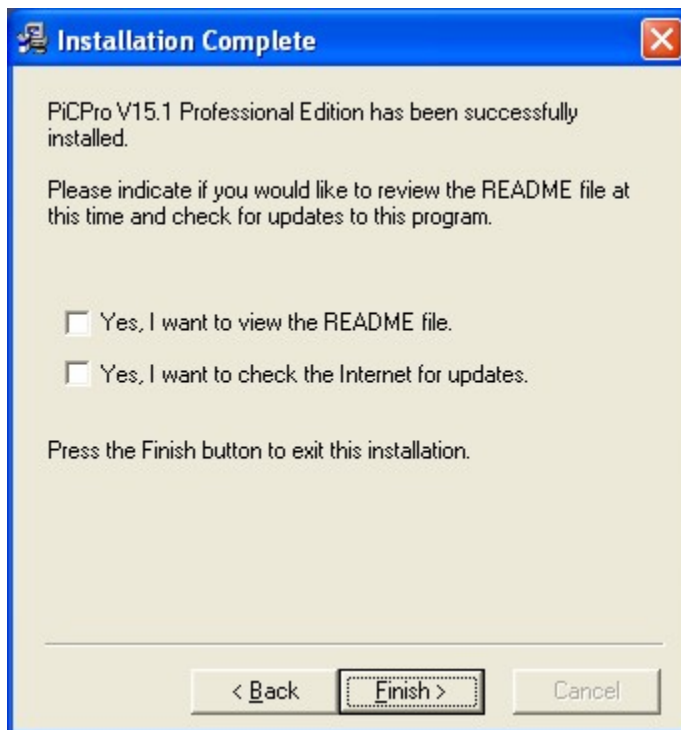 Installation Complete
PiCPro V15.1 Professional Edition has been successfully
installed.
Please indicate if you would like to review the README file at
this time and check for updates to this program.
Yes, I want to view the README file.
Yes, I want to check the Internet for updates.
Press the Finish button to exit this installation.
< Back
Finish >
Cancel